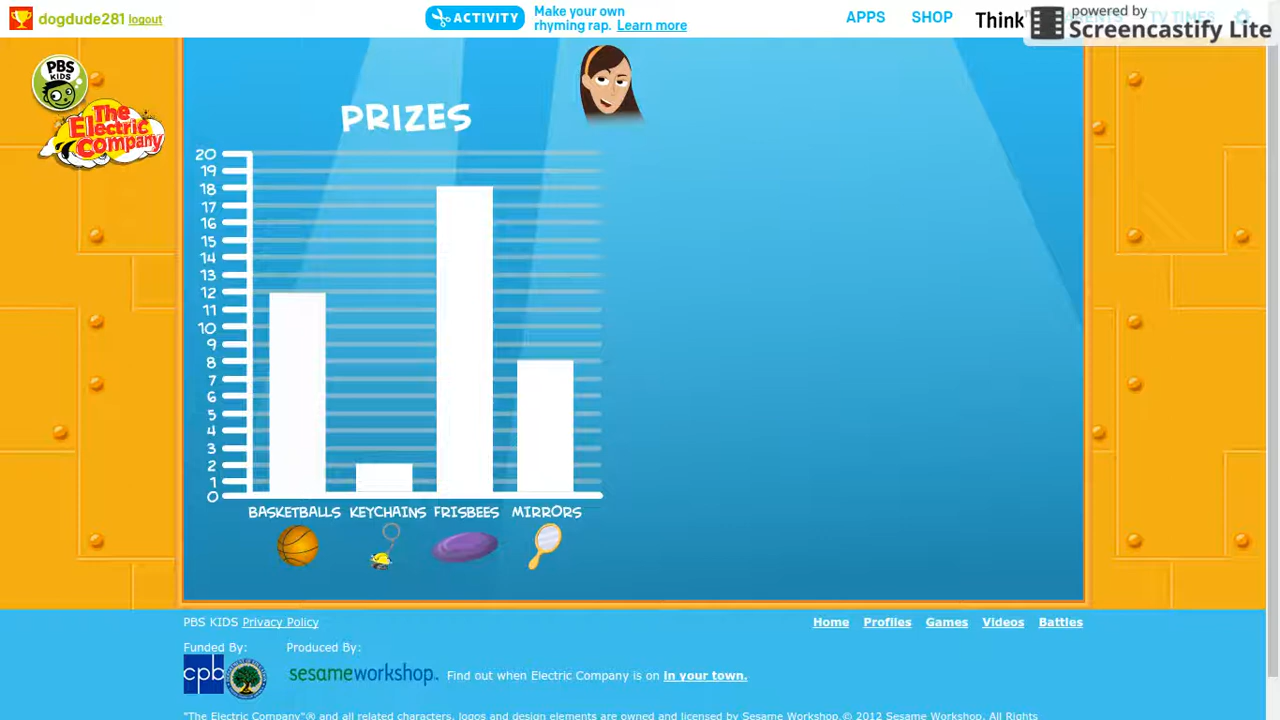 dogdude281 logout
ACTIVITY
Make your own
rhyming rap. Learn more
APPS
SHOP
Think
TV TIMES
powered by
Screencastify Lite
PBS
KIDS
The
Electric
Company
PRIZES
20
19
18
17
16
15
14
13
12
11
10
9
8
7
6
5
4
3
2
1
0
BASKETBALLS KEYCHAINS FRISBEES MIRRORS
PBS KIDS Privacy Policy
Home Profiles Games Videos Battles
Funded By: Produced By:
cpb
sesameworkshop. Find out when Electric Company is on in your town.
"The Electric Company"® and all related characters, logos and design elements are owned and licensed by Sesame Workshop.© 2012 Sesame Workshop. All Rights